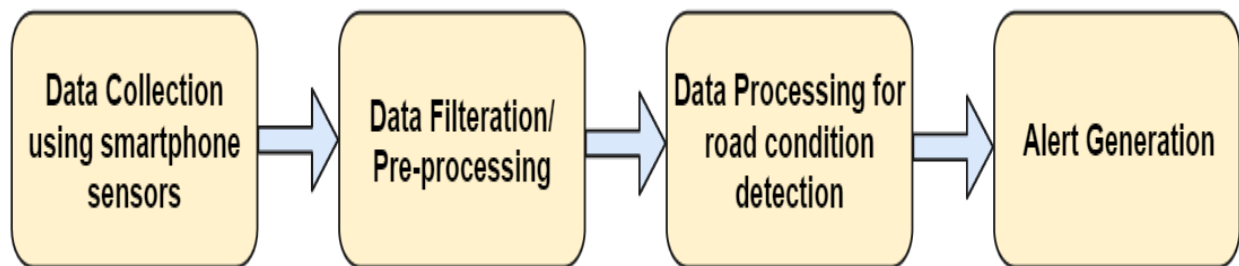 Data Collection
using smartphone
sensors
Data Filteration/
Pre-processing
Data Processing for
road condition
detection
Alert Generation